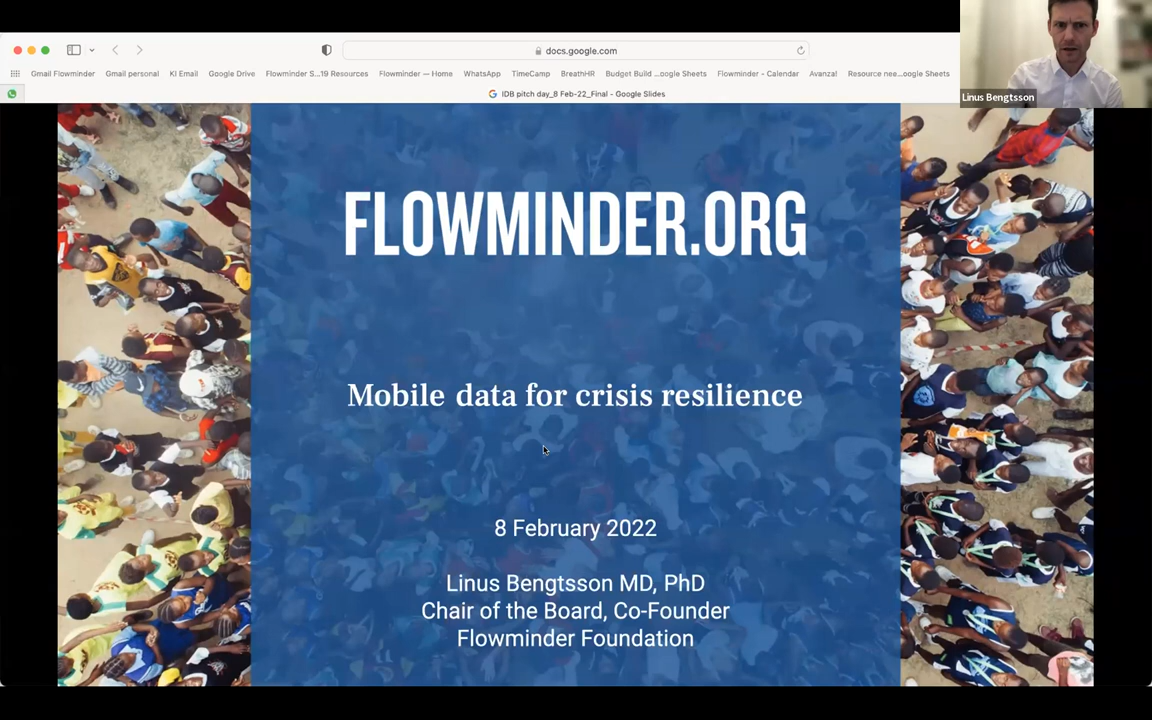 docs.google.com
Gmail Flowminder
Gmail personal
KI Email
Google Drive
Flowminder S...19 Resources
Flowminder — Home
WhatsApp
TimeCamp
BreathHR
Budget Build ...oogle Sheets
Flowminder - Calendar
Avanza!
Resource nee...oogle Sheets
Linus Bengtsson
IDB pitch day_8 Feb-22_Final - Google Slides
FLOWMINDER.ORG
Mobile data for crisis resilience
8 February 2022
Linus Bengtsson MD, PhD
Chair of the Board, Co-Founder
Flowminder Foundation